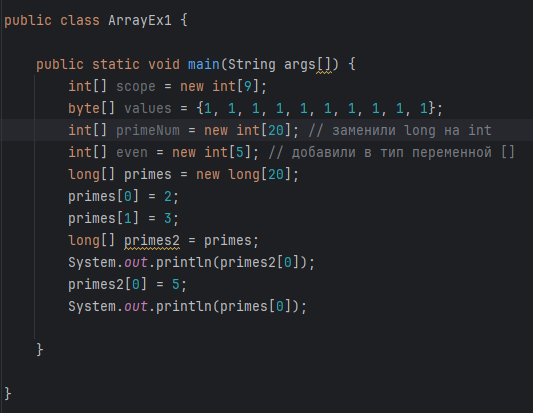 public class ArrayEx1 {
public static void main(String args[]) {
int[] scope = new int[9];
byte[] values = {1, 1, 1, 1, 1, 1, 1, 1, 1, 1};
int[] primeNum = new int[20]; // заменили long на int
int[] even = new int[5]; // добавили в тип переменной []
long[] primes = new long[20];
primes[0] = 2;
primes[1] = 3;
long[] primes2 = primes;
System.out.println(primes2[0]);
primes2[0] = 5;
System.out.println(primes[0]);
}
}